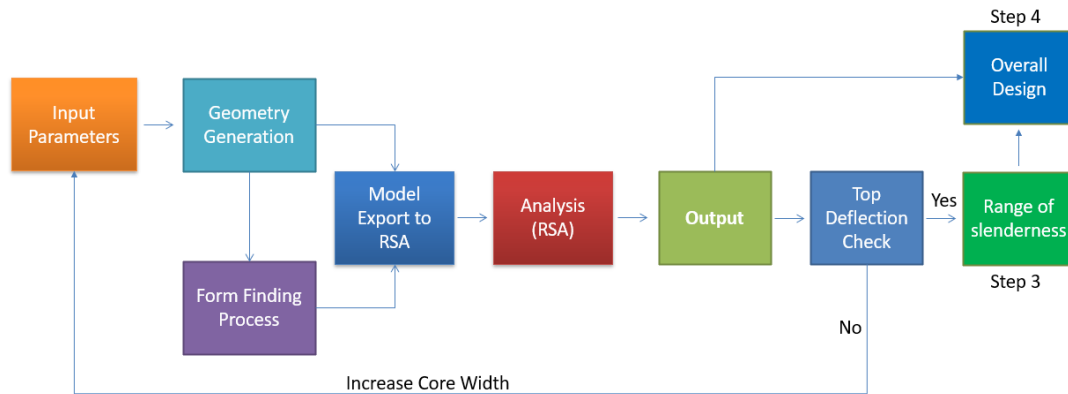 Step 4
Overall
Design
Input
Parameters
Geometry
Generation
Model
Export to
RSA
Analysis
(RSA)
Output
Top
Deflection
Check
Yes
Range of
slenderness
Step 3
Form Finding
Process
No
Increase Core Width